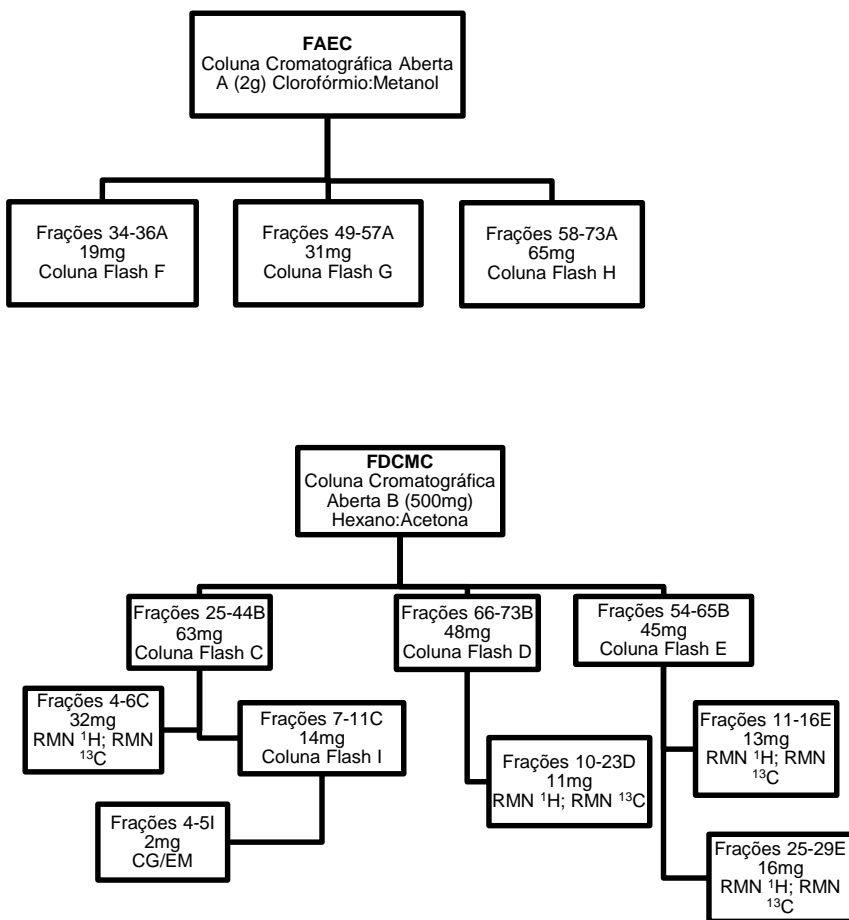 FAEC
Coluna Cromatográfica Aberta
A (2g) Clorofórmio:Metanol
Frações 34-36A
19mg
Coluna Flash F
Frações 49-57A
31mg
Coluna Flash G
Frações 58-73A
65mg
Coluna Flash H
FDCMC
Coluna Cromatográfica
Aberta B (500mg)
Hexano:Acetona
Frações 25-44B
63mg
Coluna Flash C
Frações 66-73B
48mg
Coluna Flash D
Frações 54-65B
45mg
Coluna Flash E
Frações 4-6C
32mg
RMN ¹H; RMN
¹³C
Frações 7-11C
14mg
Coluna Flash I
Frações 10-23D
11mg
RMN ¹H; RMN ¹³C
Frações 11-16E
13mg
RMN ¹H; RMN
¹³C
Frações 4-5I
2mg
CG/EM
Frações 25-29E
16mg
RMN ¹H; RMN
¹³C